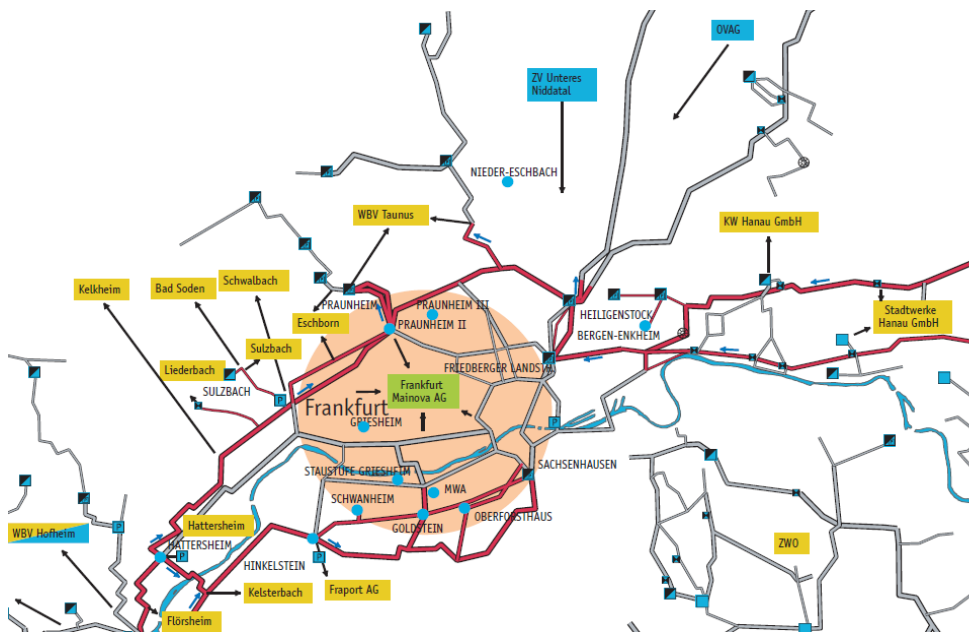 OVAG
ZV Unteres
Niddatal
NIEDER-ESCHBACH
WBV Taunus
KW Hanau GmbH
Kelkheim
Bad Soden
Schwalbach
PRAUNHEIM
PRAUNHEIM III
HEILIGENSTOCK
Stadtwerke
Hanau GmbH
Eschborn
PRAUNHEIM II
BERGEN-ENKHEIM
Sulzbach
Liederbach
FRIEDBERGER LANDSTR.
SULZBACH
P
Frankfurt
Mainova AG
Frankfurt
GRIESHEIM
P
STAUSTUFE GRIESHEIM
SACHSENHAUSEN
MWA
SCHWANHEIM
P
Hattersheim
GOLDSTEIN
OBERFORSTHAUS
WBV Hofheim
HATTERSHEIM
P
HINKELSTEIN
P
ZWO
Fraport AG
Kelsterbach
Flörsheim